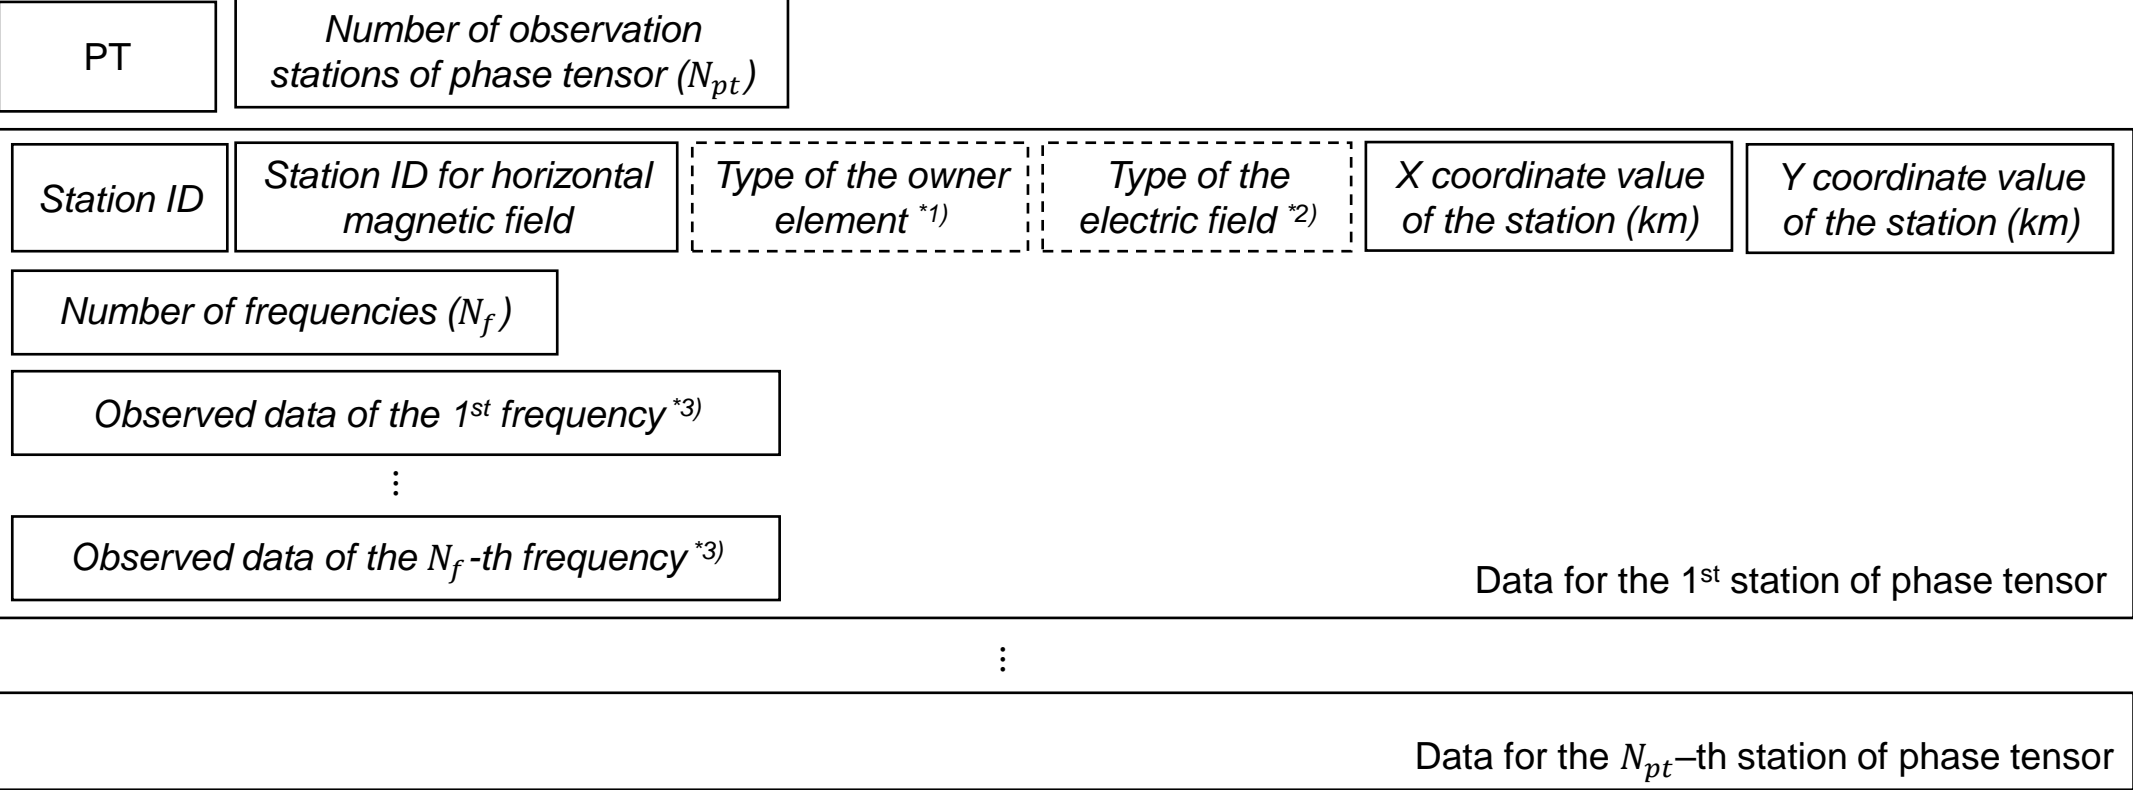 PT
Number of observation
stations of phase tensor (N_pt)
Station ID
Station ID for horizontal
magnetic field
Type of the owner
element *1)
Type of the
electric field *2)
X coordinate value
of the station (km)
Y coordinate value
of the station (km)
Number of frequencies (N_f)
Observed data of the 1st frequency *3)
⋮
Observed data of the N_f-th frequency *3)
Data for the 1st station of phase tensor
⋮
Data for the N_pt–th station of phase tensor